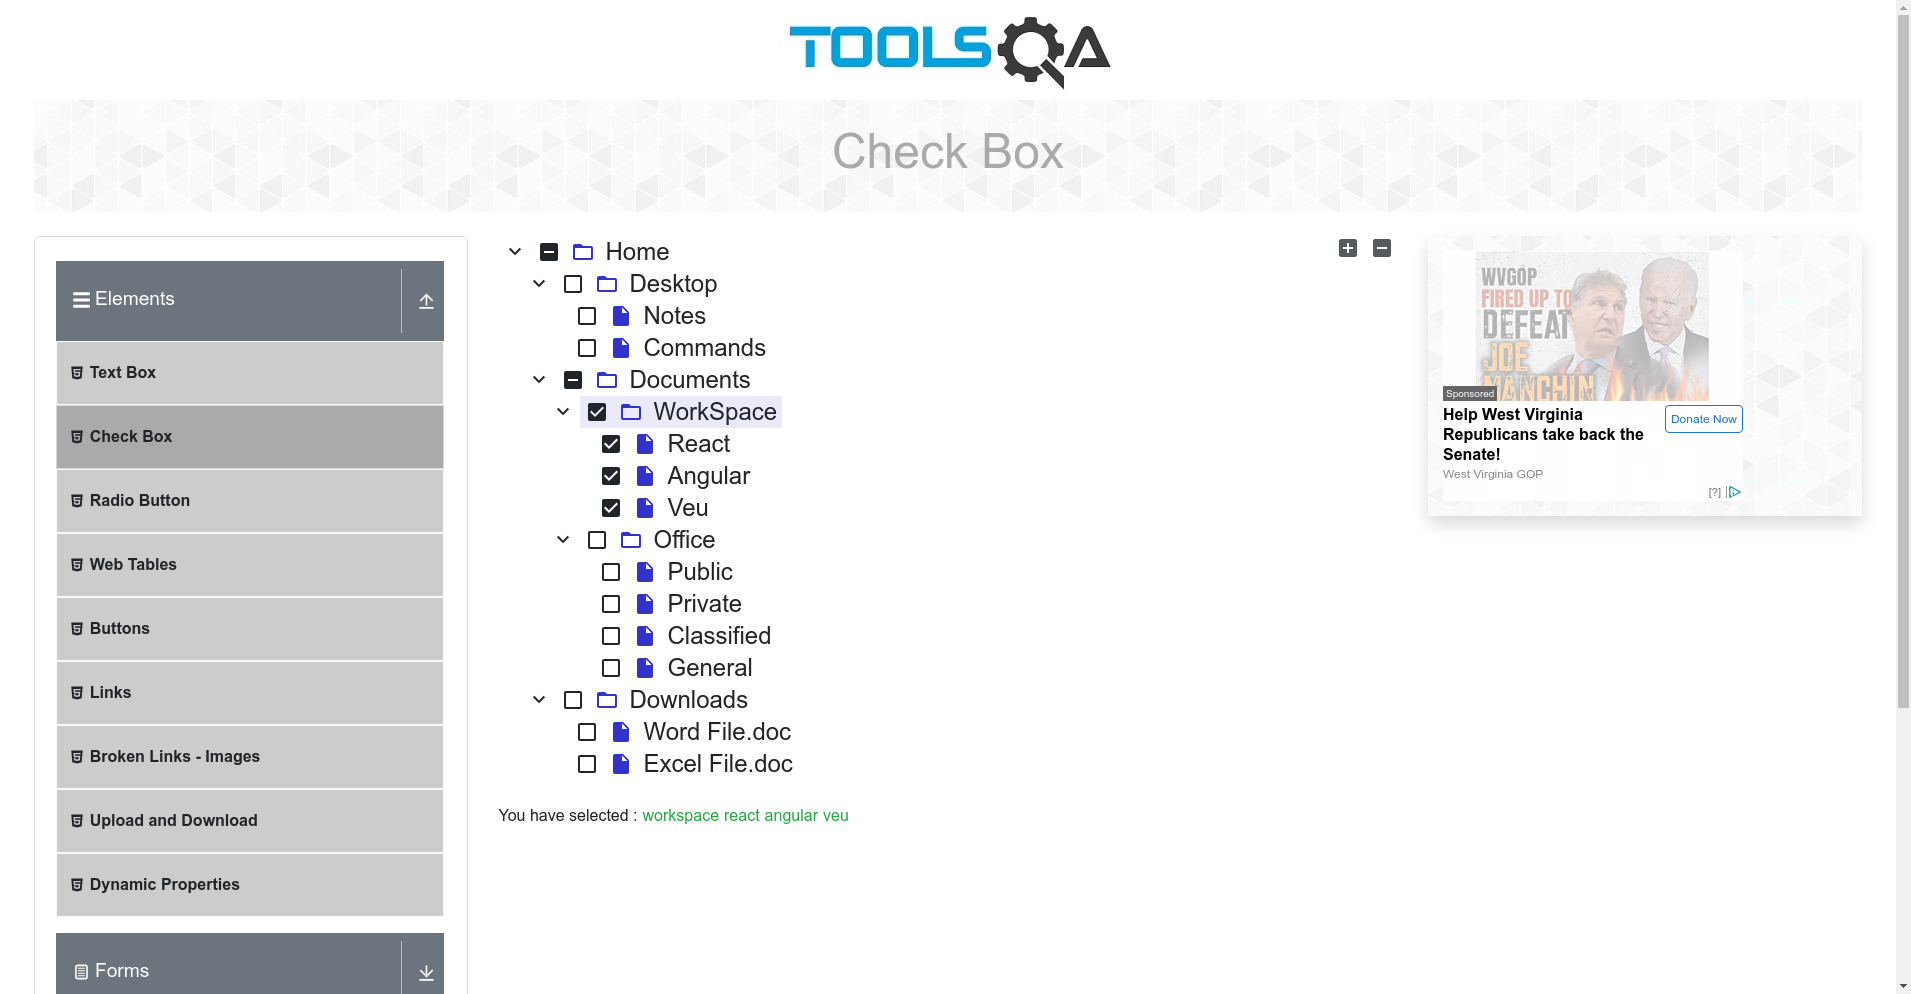 TOOLSQA
Check Box
Elements
Text Box
Check Box
Radio Button
Web Tables
Buttons
Links
Broken Links - Images
Upload and Download
Dynamic Properties
Forms
Home
Desktop
Notes
Commands
Documents
WorkSpace
React
Angular
Veu
Office
Public
Private
Classified
General
Downloads
Word File.doc
Excel File.doc
You have selected : workspace react angular veu
WVGOP
FIRED UP TO
DEFEAT
JOE
MANCHIN
Sponsored
Help West Virginia
Republicans take back the
Senate!
Donate Now
West Virginia GOP
[?]